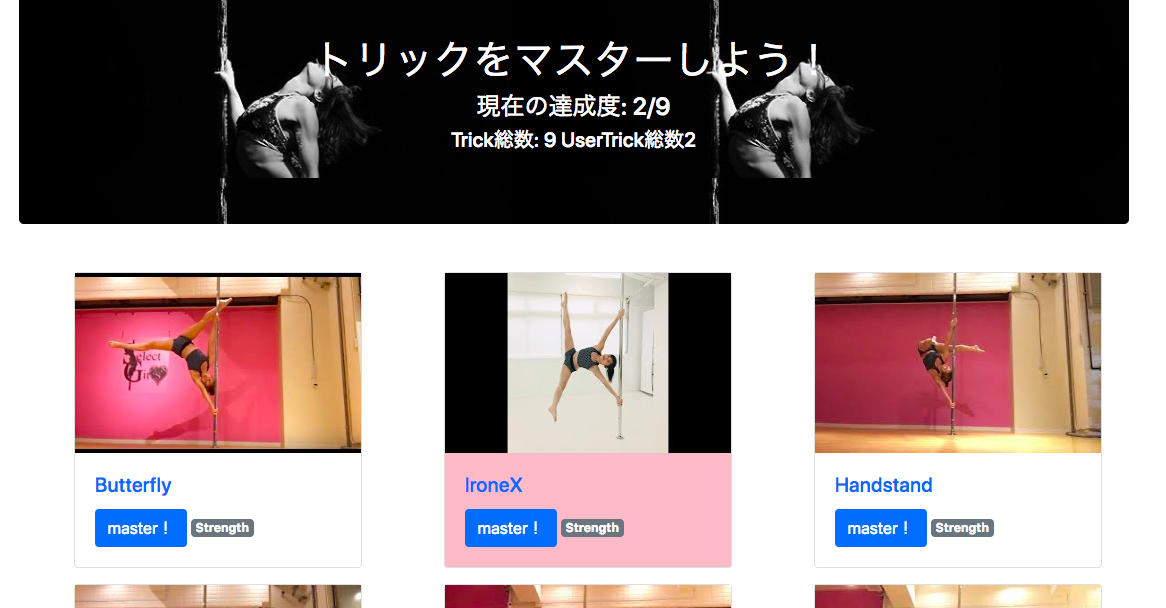 トリックをマスターしよう！
現在の達成度: 2/9
Trick総数: 9 UserTrick総数2
Butterfly
master！
Strength
IroneX
master！
Strength
Handstand
master！
Strength